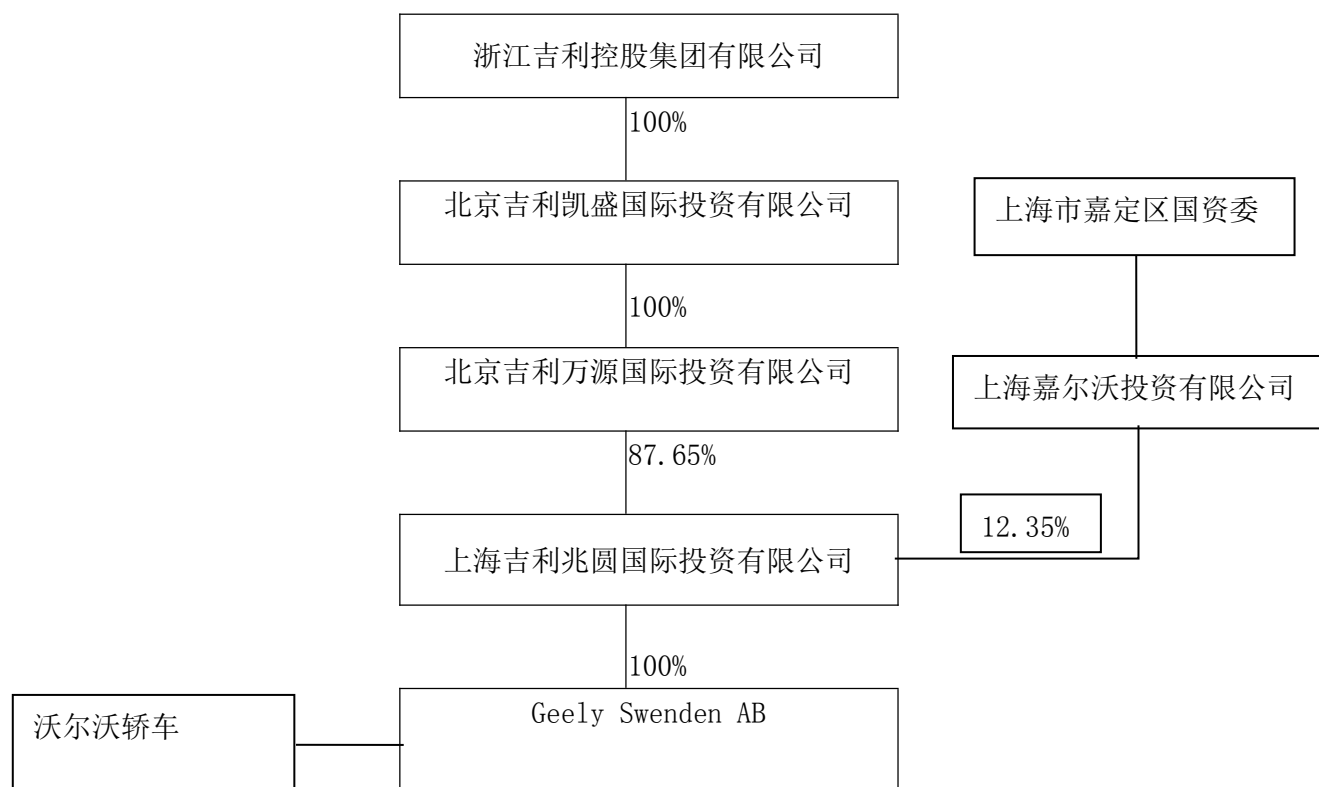 浙江吉利控股集团有限公司
100%
北京吉利凯盛国际投资有限公司
上海市嘉定区国资委
100%
北京吉利万源国际投资有限公司
上海嘉尔沃投资有限公司
87.65%
12.35%
上海吉利兆圆国际投资有限公司
100%
Geely Swenden AB
沃尔沃轿车